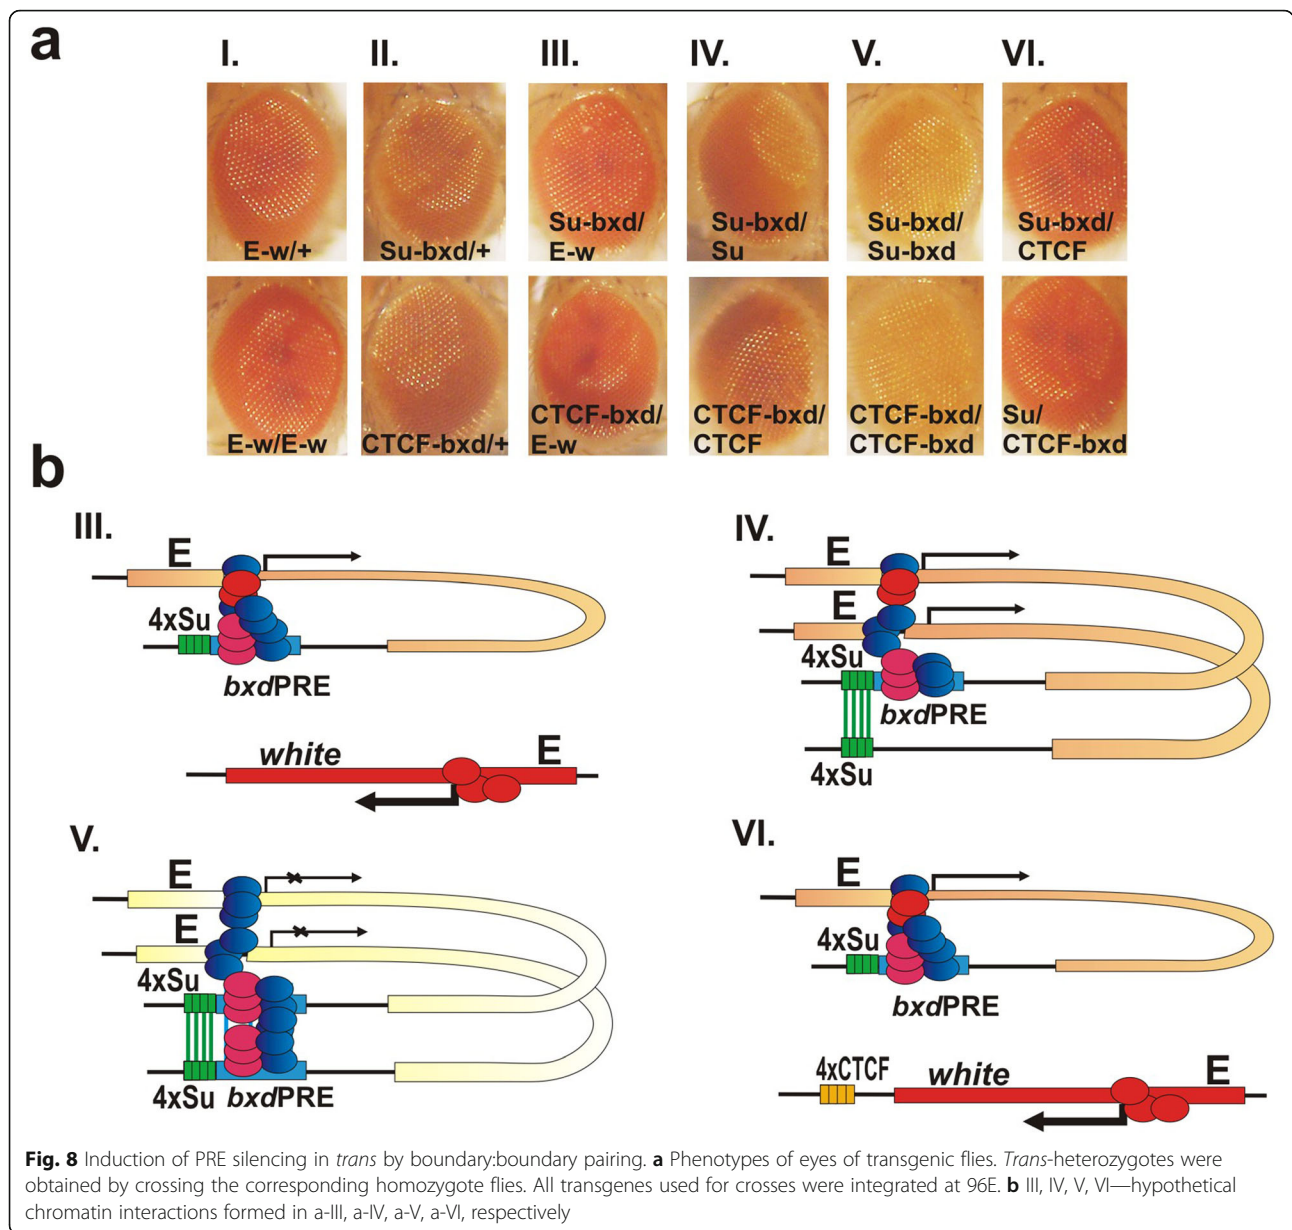 a
I.
II.
III.
IV.
V.
VI.
E-w/+
Su-bxd/+
Su-bxd/
E-w
Su-bxd/
Su
Su-bxd/
Su-bxd
Su-bxd/
CTCF
E-w/E-w
CTCF-bxd/+
CTCF-bxd/
E-w
CTCF-bxd/
CTCF
CTCF-bxd/
CTCF-bxd
Su/
CTCF-bxd
b
III.
E
4xSu
bxdPRE
white
E
IV.
E
E
4xSu
bxdPRE
4xSu
V.
E
E
4xSu
4xSu
bxdPRE
VI.
E
4xSu
bxdPRE
4xCTCF
white
E
Fig. 8 Induction of PRE silencing in trans by boundary:boundary pairing. a Phenotypes of eyes of transgenic flies. Trans-heterozygotes were
obtained by crossing the corresponding homozygote flies. All transgenes used for crosses were integrated at 96E. b III, IV, V, VI—hypothetical
chromatin interactions formed in a-III, a-IV, a-V, a-VI, respectively